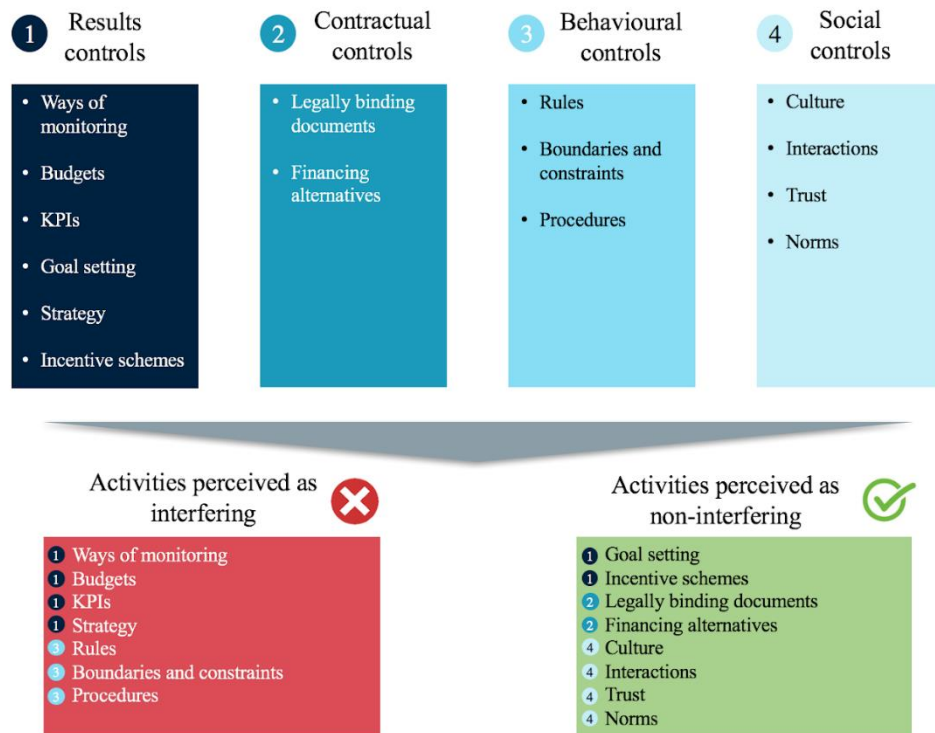 1 Results
controls
• Ways of
monitoring
• Budgets
• KPIs
• Goal setting
• Strategy
• Incentive schemes
2 Contractual
controls
• Legally binding
documents
• Financing
alternatives
3 Behavioural
controls
• Rules
• Boundaries and
constraints
• Procedures
4 Social
controls
• Culture
• Interactions
• Trust
• Norms
Activities perceived as
interfering
1 Ways of monitoring
1 Budgets
1 KPIs
1 Strategy
3 Rules
3 Boundaries and constraints
3 Procedures
Activities perceived as
non-interfering
1 Goal setting
1 Incentive schemes
2 Legally binding documents
2 Financing alternatives
4 Culture
4 Interactions
4 Trust
4 Norms